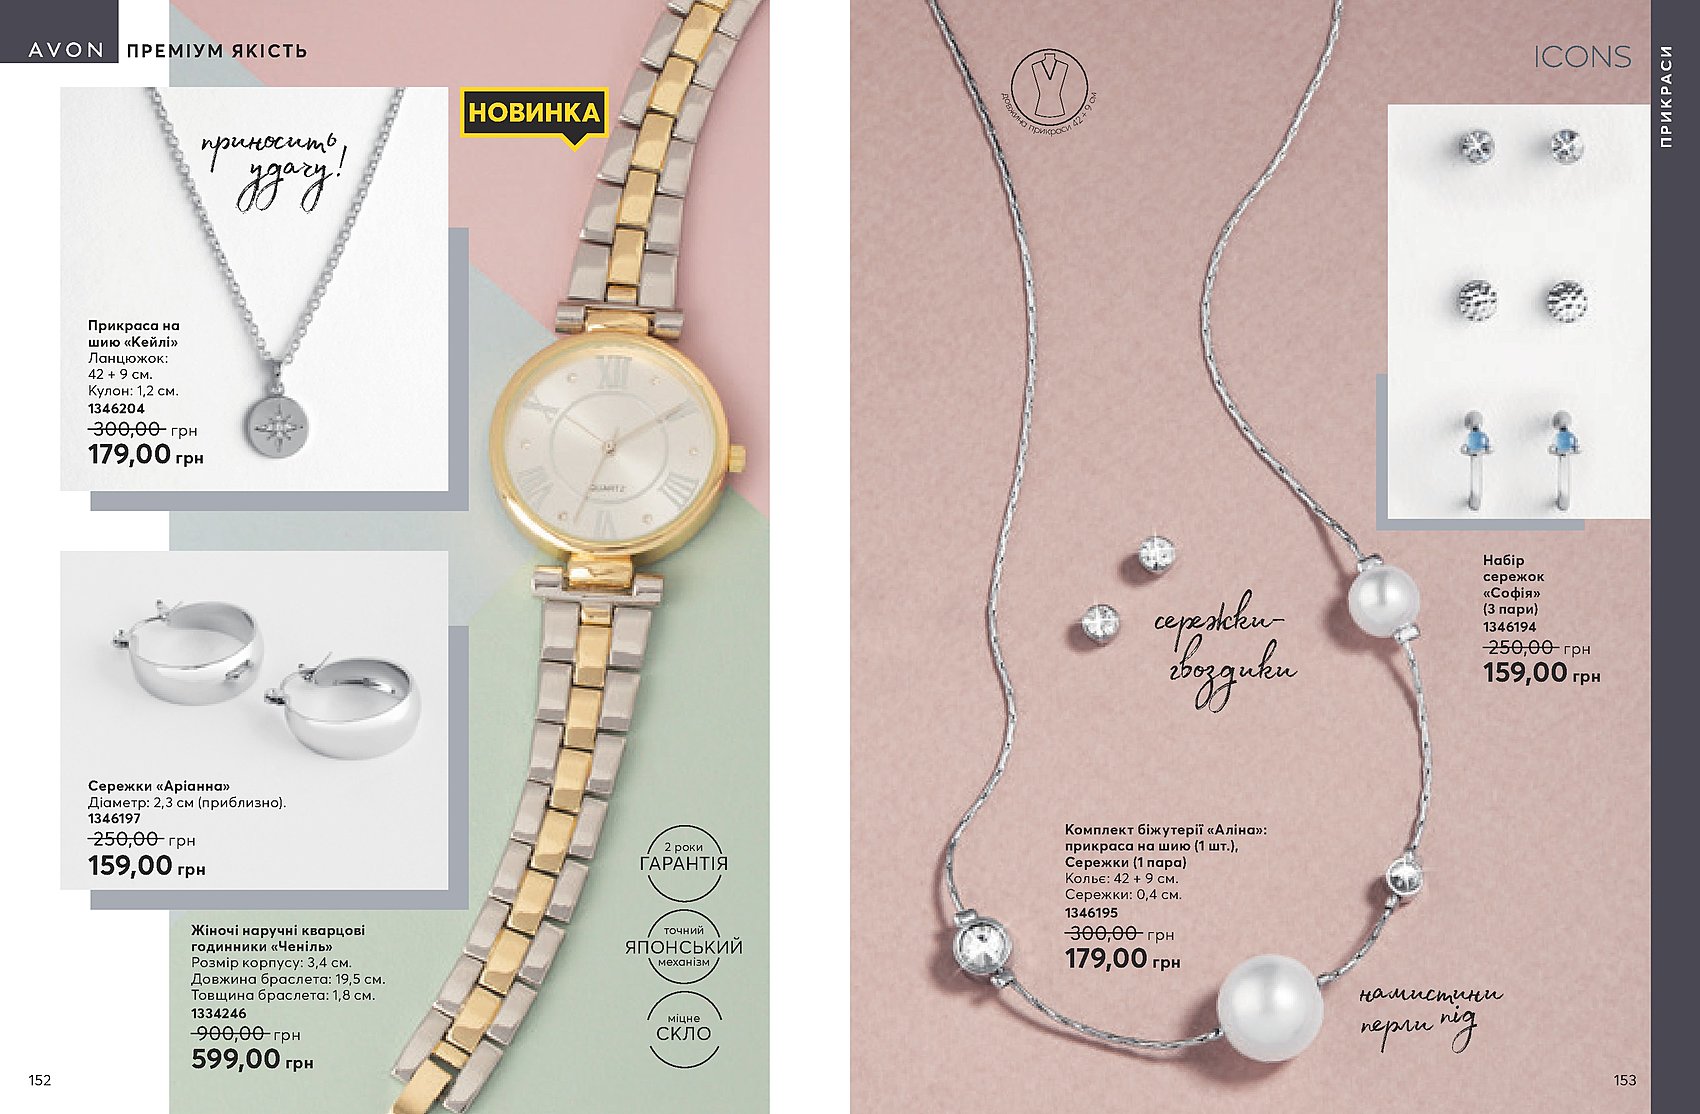 AVON
ПРЕМІУМ ЯКІСТЬ
приносить
удачу!
НОВИНКА
Прикраса на
шию «Кейлі»
Ланцюжок:
42 + 9 см.
Кулон: 1,2 см.
1346204
300,00 грн
179,00 грн
XII
QUARTZ
Сережки «Аріанна»
Діаметр: 2,3 см (приблизно).
1346197
250,00 грн
159,00 грн
Жіночі наручні кварцові
годинники «Ченіль»
Розмір корпусу: 3,4 см.
Довжина браслета: 19,5 см.
Товщина браслета: 1,8 см.
1334246
900,00 грн
599,00 грн
2 роки
ГАРАНТІЯ
точний
ЯПОНСЬКИЙ
механізм
міцне
СКЛО
152
довжина прикраси 42 + 9 см
ICONS
ПРИКРАСИ
сережки-
гвоздики
Набір
сережок
«Софія»
(3 пари)
1346194
250,00 грн
159,00 грн
Комплект біжутерії «Аліна»:
прикраса на шию (1 шт.),
Сережки (1 пара)
Кольє: 42 + 9 см.
Сережки: 0,4 см.
1346195
300,00 грн
179,00 грн
намистини
перли під
153